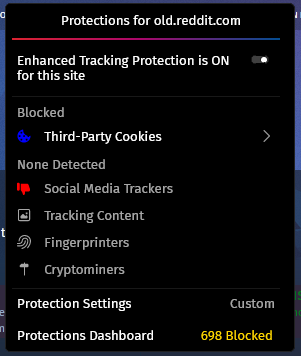 Protections for old.reddit.com
Enhanced Tracking Protection is ON
for this site
Blocked
Third-Party Cookies
None Detected
Social Media Trackers
Tracking Content
Fingerprinters
Cryptominers
Protection Settings Custom
Protections Dashboard 698 Blocked